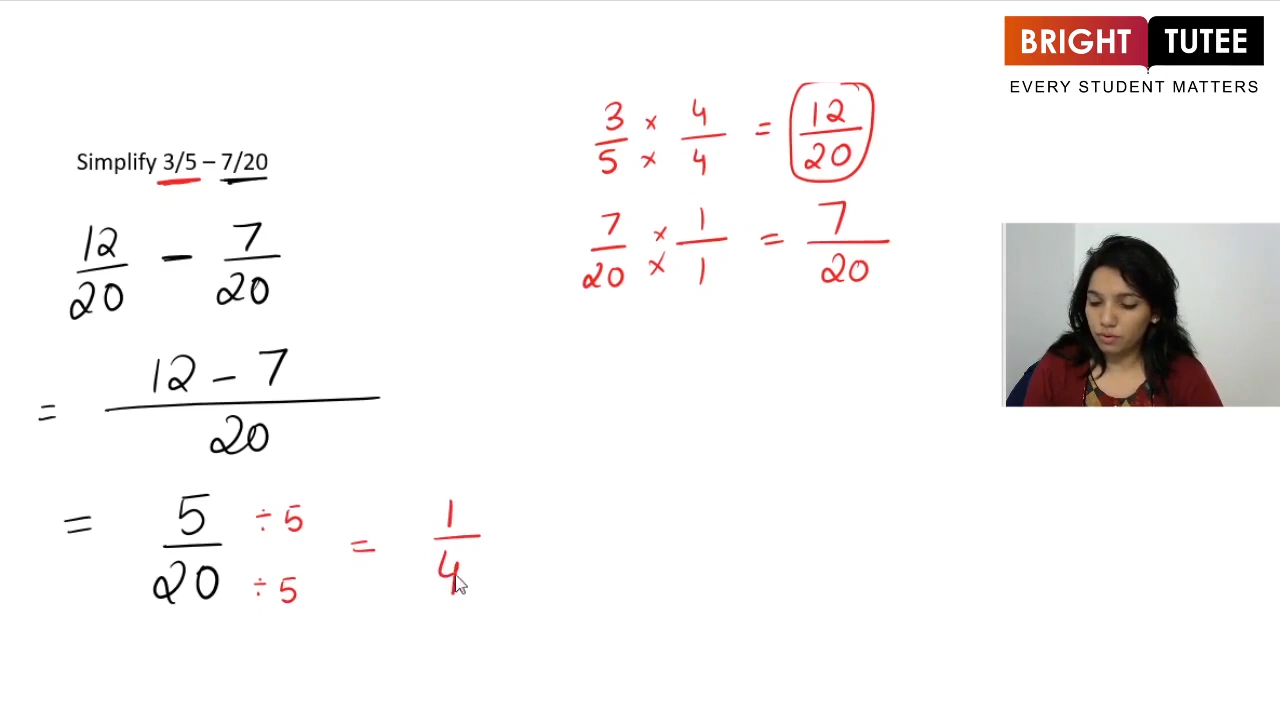 BRIGHT TUTEE
EVERY STUDENT MATTERS
Simplify 3/5 – 7/20
3/5 × 4/4 = 12/20
7/20 × 1/1 = 7/20
12/20 - 7/20
= 12 - 7 / 20
= 5 ÷ 5 / 20 ÷ 5 = 1/4